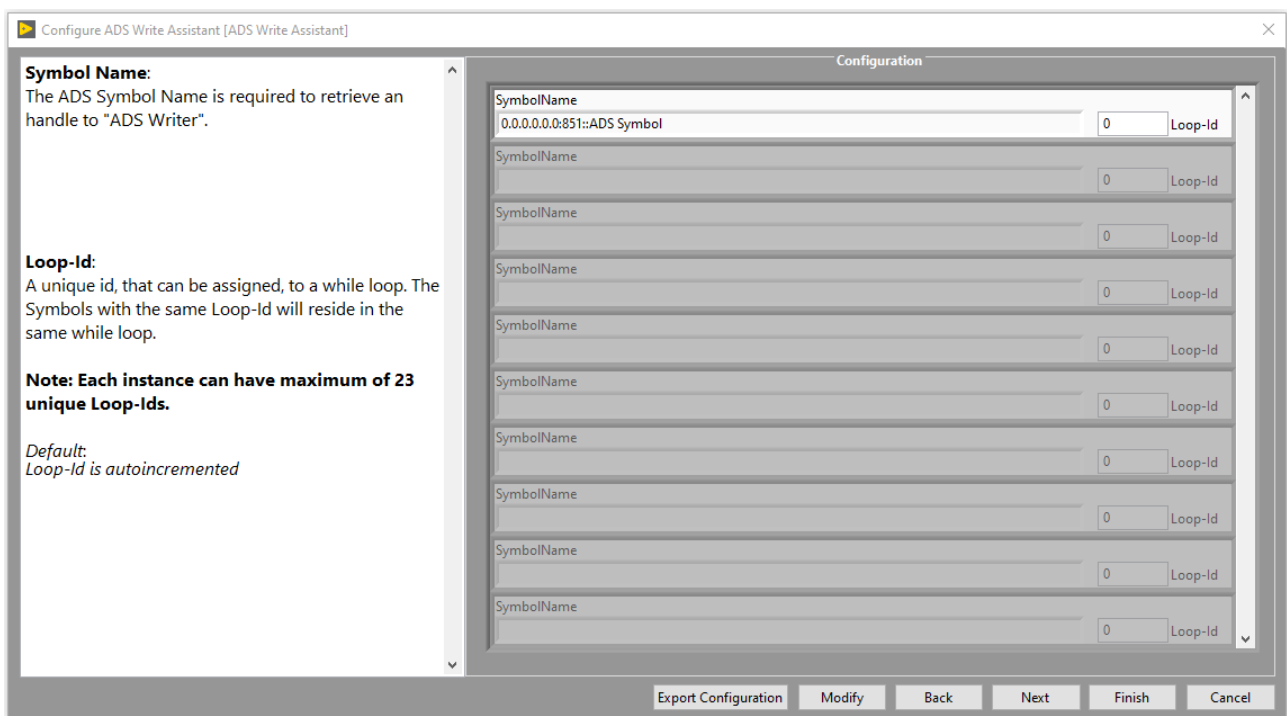 Configure ADS Write Assistant [ADS Write Assistant]
Symbol Name:
The ADS Symbol Name is required to retrieve an
handle to "ADS Writer".
Loop-Id:
A unique id, that can be assigned, to a while loop. The
Symbols with the same Loop-Id will reside in the
same while loop.
Note: Each instance can have maximum of 23
unique Loop-Ids.
Default:
Loop-Id is autoincremented
Configuration
SymbolName
0.0.0.0.0.0:851::ADS Symbol 0 Loop-Id
SymbolName
0 Loop-Id
SymbolName
0 Loop-Id
SymbolName
0 Loop-Id
SymbolName
0 Loop-Id
SymbolName
0 Loop-Id
SymbolName
0 Loop-Id
SymbolName
0 Loop-Id
SymbolName
0 Loop-Id
SymbolName
0 Loop-Id
Export Configuration Modify Back Next Finish Cancel